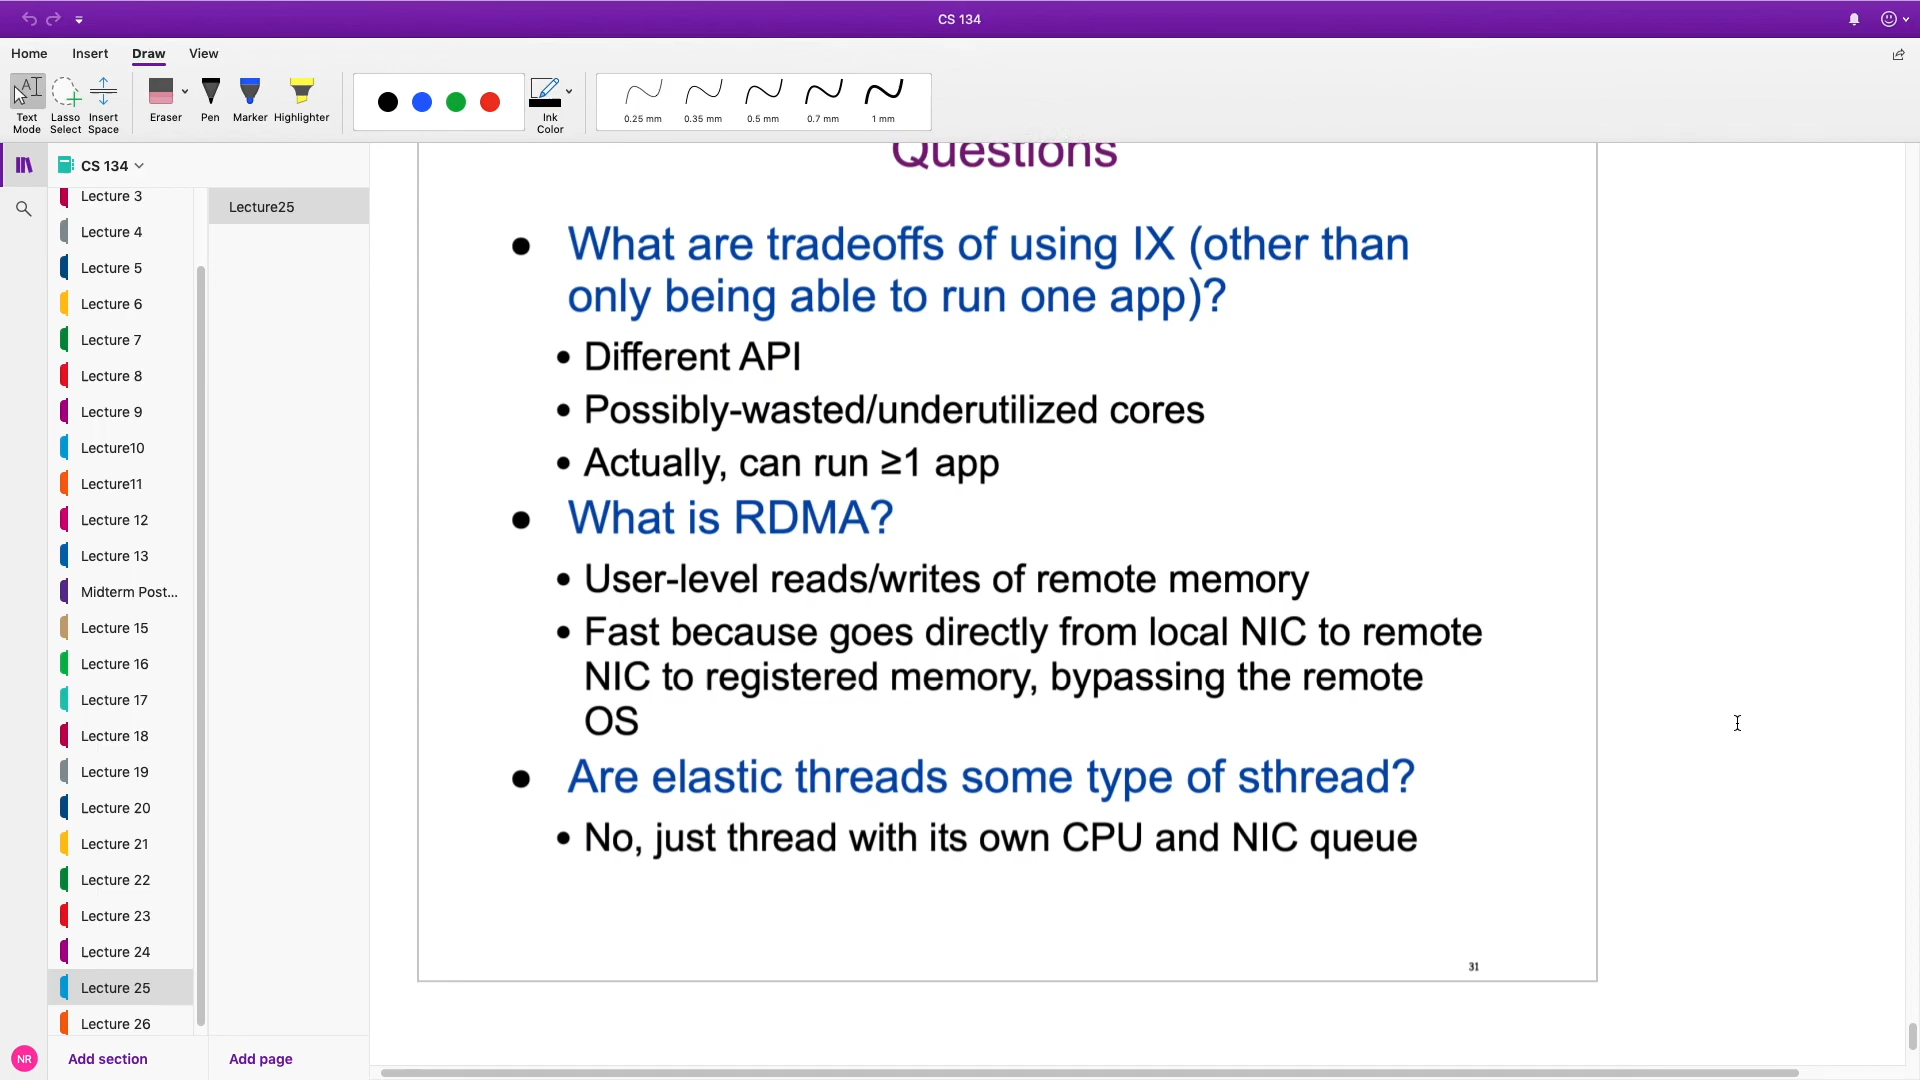 CS 134
Home Insert Draw View
Text Mode
Lasso Select
Insert Space
Eraser
Pen
Marker
Highlighter
Ink Color
0.25 mm
0.35 mm
0.5 mm
0.7 mm
1 mm
CS 134
Lecture 3
Lecture 4
Lecture 5
Lecture 6
Lecture 7
Lecture 8
Lecture 9
Lecture10
Lecture11
Lecture 12
Lecture 13
Midterm Post...
Lecture 15
Lecture 16
Lecture 17
Lecture 18
Lecture 19
Lecture 20
Lecture 21
Lecture 22
Lecture 23
Lecture 24
Lecture 25
Lecture 26
NR
Add section
Lecture25
Add page
Questions
• What are tradeoffs of using IX (other than
only being able to run one app)?
• Different API
• Possibly-wasted/underutilized cores
• Actually, can run ≥1 app
• What is RDMA?
• User-level reads/writes of remote memory
• Fast because goes directly from local NIC to remote
NIC to registered memory, bypassing the remote
OS
• Are elastic threads some type of sthread?
• No, just thread with its own CPU and NIC queue
31